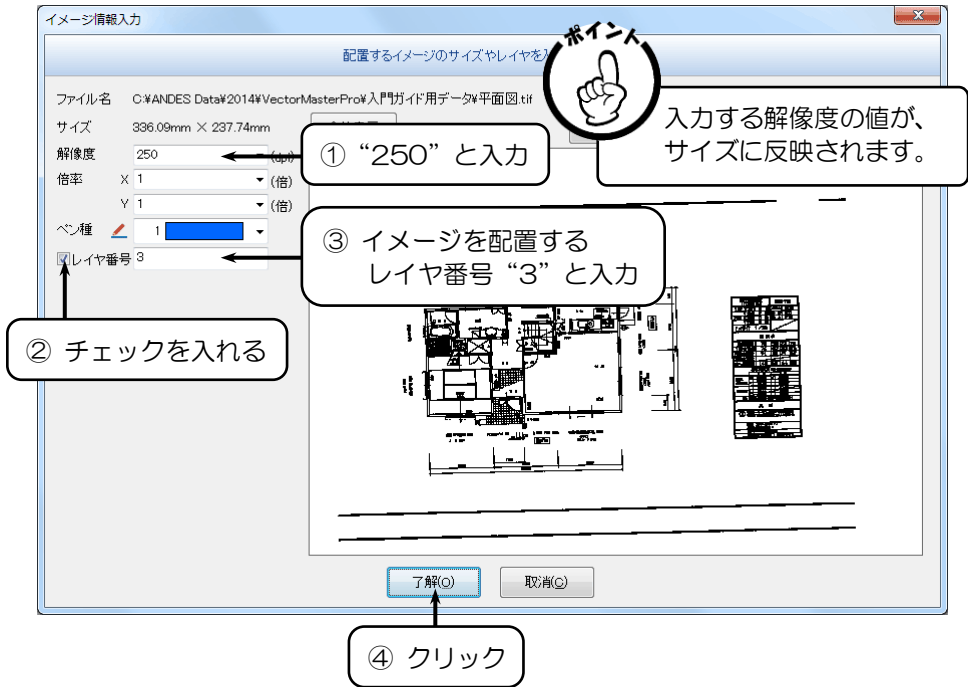 イメージ情報入力
配置するイメージのサイズやレイヤを入
ポイント
入力する解像度の値が、
サイズに反映されます。
ファイル名 C:¥ANDES Data¥2014¥VectorMasterPro¥入門ガイド用データ¥平面図.tif
サイズ 336.09mm × 237.74mm
解像度 250 (dpi)
① “250” と入力
倍率 X 1 (倍)
Y 1 (倍)
ペン種 1
レイヤ番号 3
③ イメージを配置する
レイヤ番号 “3” と入力
② チェックを入れる
了解(O) 取消(C)
④ クリック